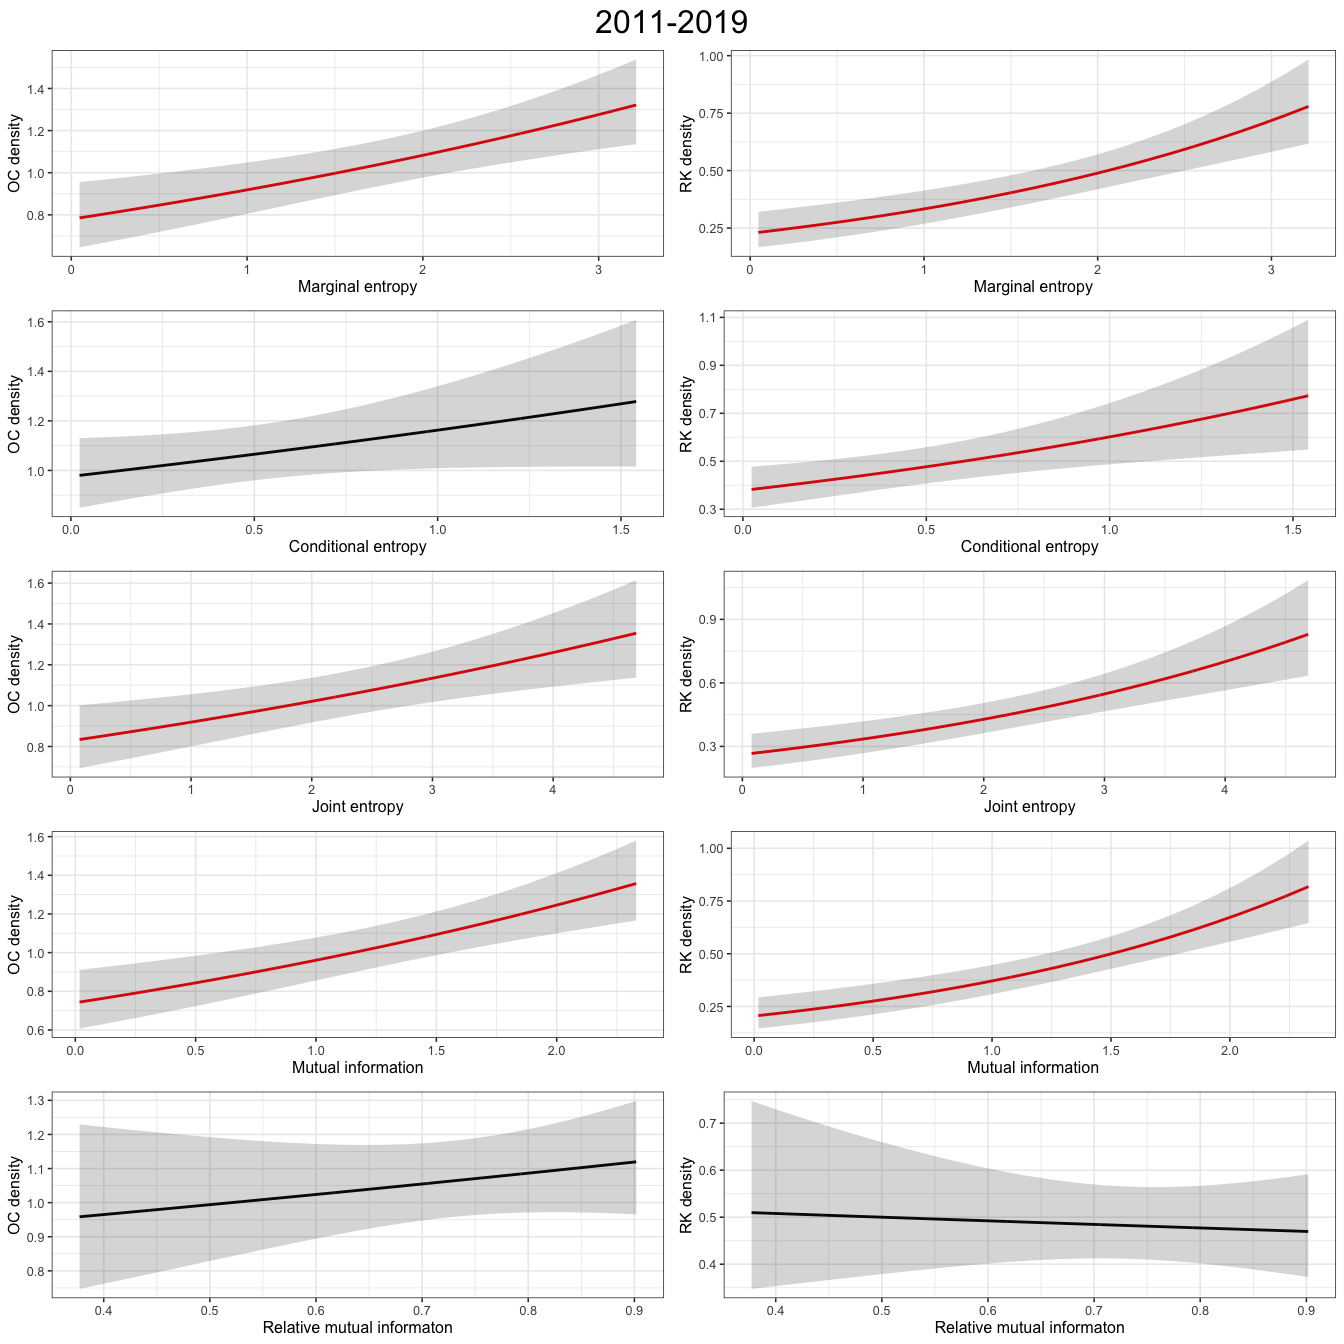 2011-2019
OC density
1.4
1.2
1.0
0.8
0 1 2 3
Marginal entropy
RK density
1.00
0.75
0.50
0.25
0 1 2 3
Marginal entropy
OC density
1.6
1.4
1.2
1.0
0.0 0.5 1.0 1.5
Conditional entropy
RK density
1.1
0.9
0.7
0.5
0.3
0.0 0.5 1.0 1.5
Conditional entropy
OC density
1.6
1.4
1.2
1.0
0.8
0 1 2 3 4
Joint entropy
RK density
0.9
0.6
0.3
0 1 2 3 4
Joint entropy
OC density
1.6
1.4
1.2
1.0
0.8
0.6
0.0 0.5 1.0 1.5 2.0
Mutual information
RK density
1.00
0.75
0.50
0.25
0.0 0.5 1.0 1.5 2.0
Mutual information
OC density
1.3
1.2
1.1
1.0
0.9
0.8
0.4 0.5 0.6 0.7 0.8 0.9
Relative mutual informaton
RK density
0.7
0.6
0.5
0.4
0.4 0.5 0.6 0.7 0.8 0.9
Relative mutual informaton